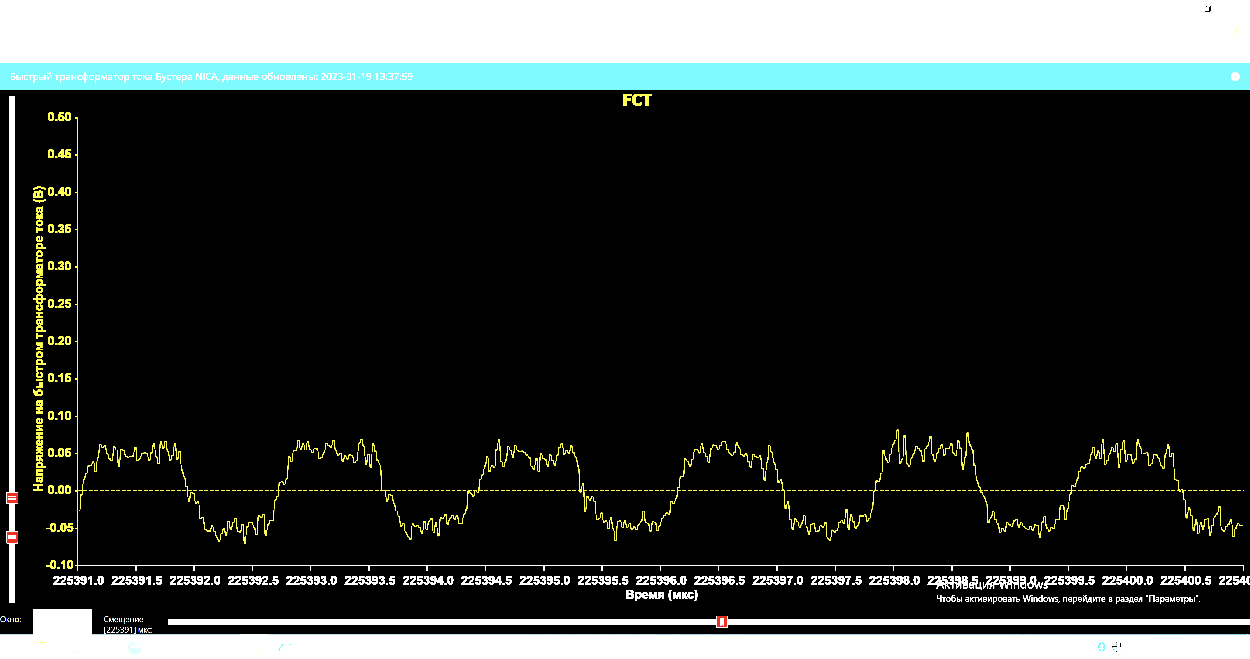 Быстрый трансформатор тока Бустера NICA, данные обновлены: 2023-01-19 19:37:59
FCT
Напряжение на быстром трансформаторе тока (В)
0.60
0.45
0.40
0.35
0.30
0.25
0.20
0.15
0.10
0.05
0.00
-0.05
-0.10
225391.0 225391.5 225392.0 225392.5 225393.0 225393.5 225394.0 225394.5 225395.0 225395.5 225396.0 225396.5 225397.0 225397.5 225398.0 225398.5 225399.0 225399.5 225400.0 225400.5
Время (мкс)
Активация Windows
Чтобы активировать Windows, перейдите в раздел "Параметры".
Окно:
Смещение
[225391] мкс